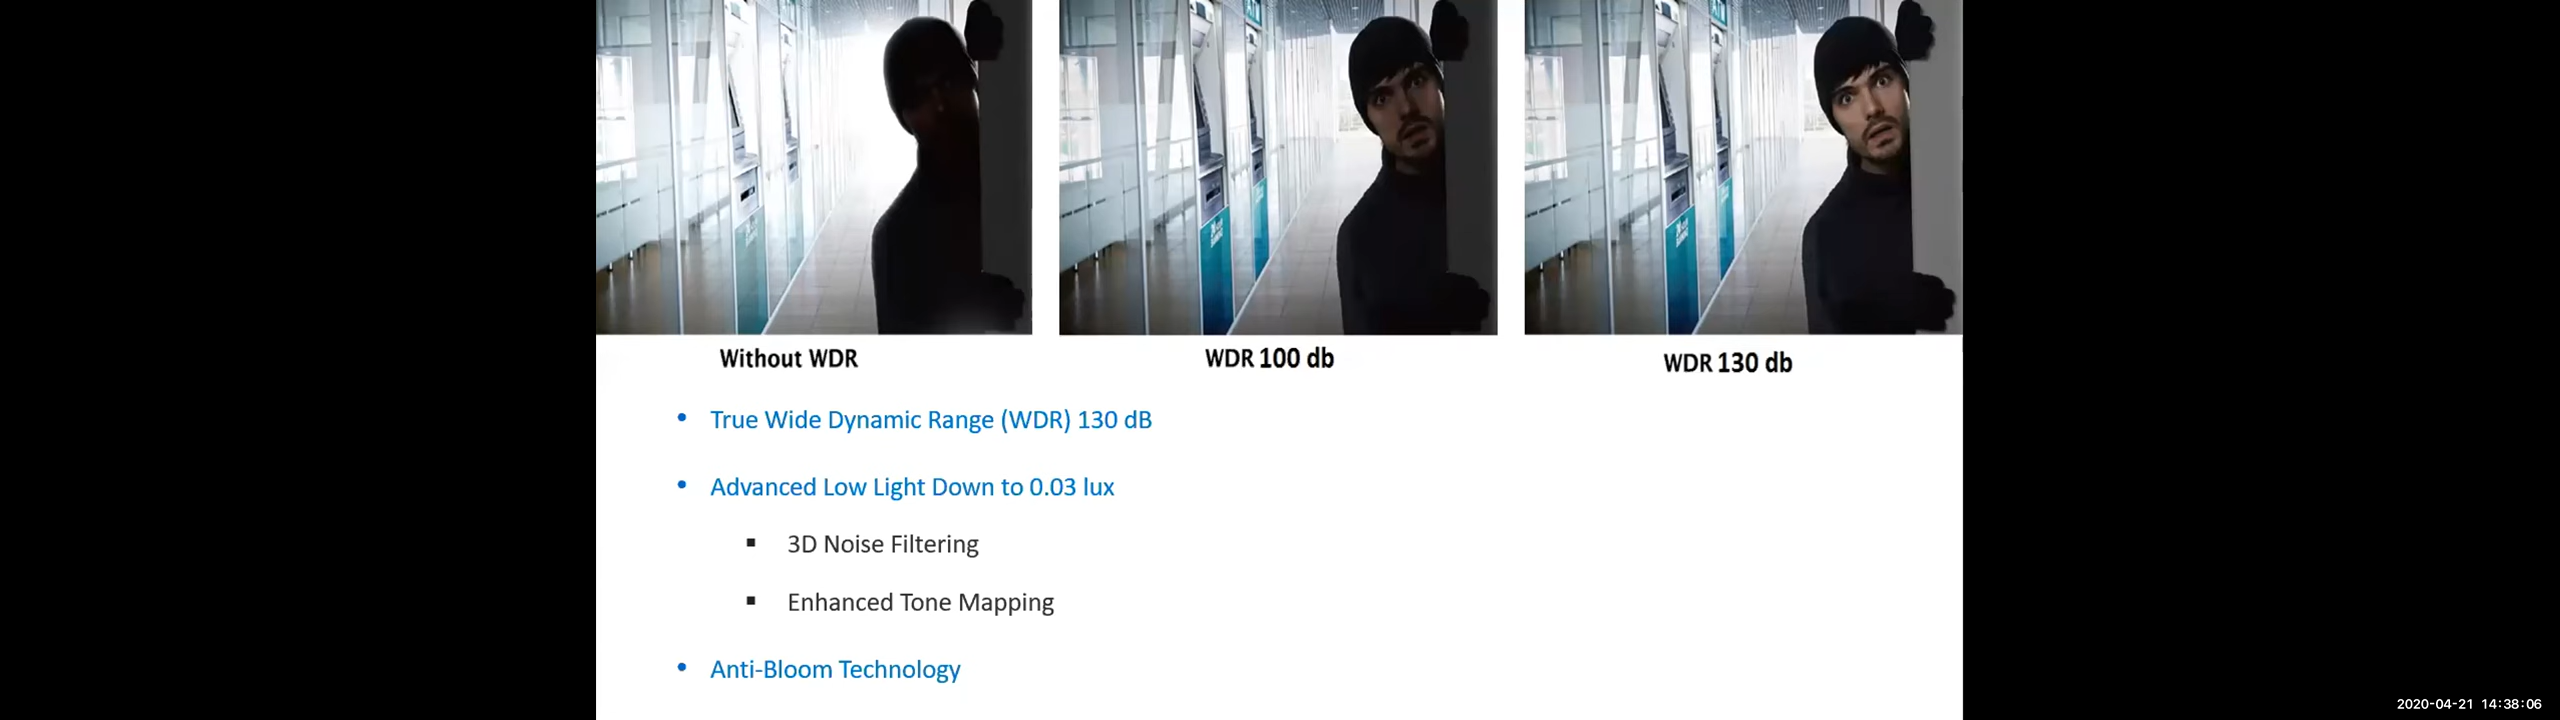 Without WDR
WDR 100 db
WDR 130 db
• True Wide Dynamic Range (WDR) 130 dB
• Advanced Low Light Down to 0.03 lux
▪ 3D Noise Filtering
▪ Enhanced Tone Mapping
• Anti-Bloom Technology
2020-04-21 14:38:06